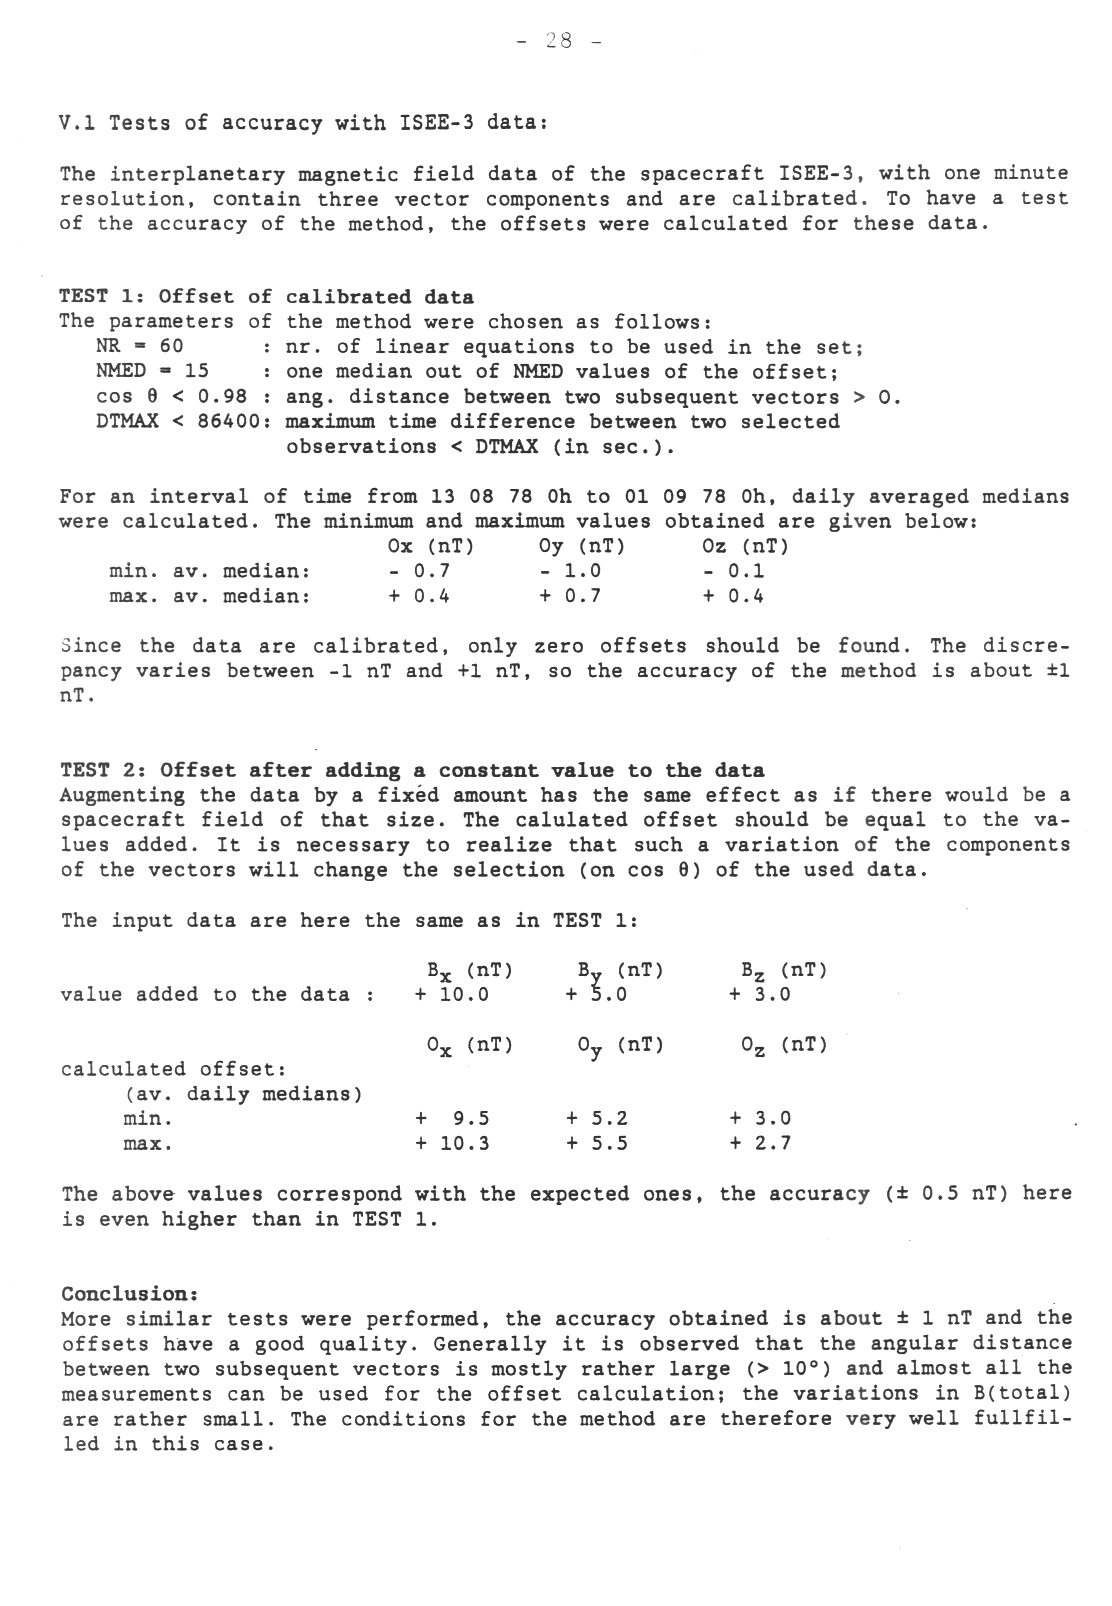 - 28 -
V.1 Tests of accuracy with ISEE-3 data:
The interplanetary magnetic field data of the spacecraft ISEE-3, with one minute
resolution, contain three vector components and are calibrated. To have a test
of the accuracy of the method, the offsets were calculated for these data.
TEST 1: Offset of calibrated data
The parameters of the method were chosen as follows:
NR = 60 : nr. of linear equations to be used in the set;
NMED = 15 : one median out of NMED values of the offset;
cos θ < 0.98 : ang. distance between two subsequent vectors > 0.
DTMAX < 86400: maximum time difference between two selected
observations < DTMAX (in sec.).
For an interval of time from 13 08 78 0h to 01 09 78 0h, daily averaged medians
were calculated. The minimum and maximum values obtained are given below:
Ox (nT) Oy (nT) Oz (nT)
min. av. median: - 0.7 - 1.0 - 0.1
max. av. median: + 0.4 + 0.7 + 0.4
Since the data are calibrated, only zero offsets should be found. The discre-
pancy varies between -1 nT and +1 nT, so the accuracy of the method is about ±1
nT.
TEST 2: Offset after adding a constant value to the data
Augmenting the data by a fixed amount has the same effect as if there would be a
spacecraft field of that size. The calulated offset should be equal to the va-
lues added. It is necessary to realize that such a variation of the components
of the vectors will change the selection (on cos θ) of the used data.
The input data are here the same as in TEST 1:
Bx (nT) By (nT) Bz (nT)
value added to the data : + 10.0 + 5.0 + 3.0
Ox (nT) Oy (nT) Oz (nT)
calculated offset:
(av. daily medians)
min. + 9.5 + 5.2 + 3.0
max. + 10.3 + 5.5 + 2.7
The above values correspond with the expected ones, the accuracy (± 0.5 nT) here
is even higher than in TEST 1.
Conclusion:
More similar tests were performed, the accuracy obtained is about ± 1 nT and the
offsets have a good quality. Generally it is observed that the angular distance
between two subsequent vectors is mostly rather large (> 10°) and almost all the
measurements can be used for the offset calculation; the variations in B(total)
are rather small. The conditions for the method are therefore very well fullfil-
led in this case.